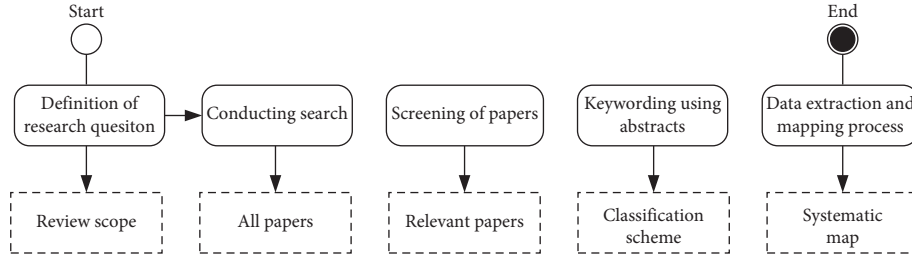 Start
End
Definition of
research quesiton
Conducting search
Screening of papers
Keywording using
abstracts
Data extraction and
mapping process
Review scope
All papers
Relevant papers
Classification
scheme
Systematic
map